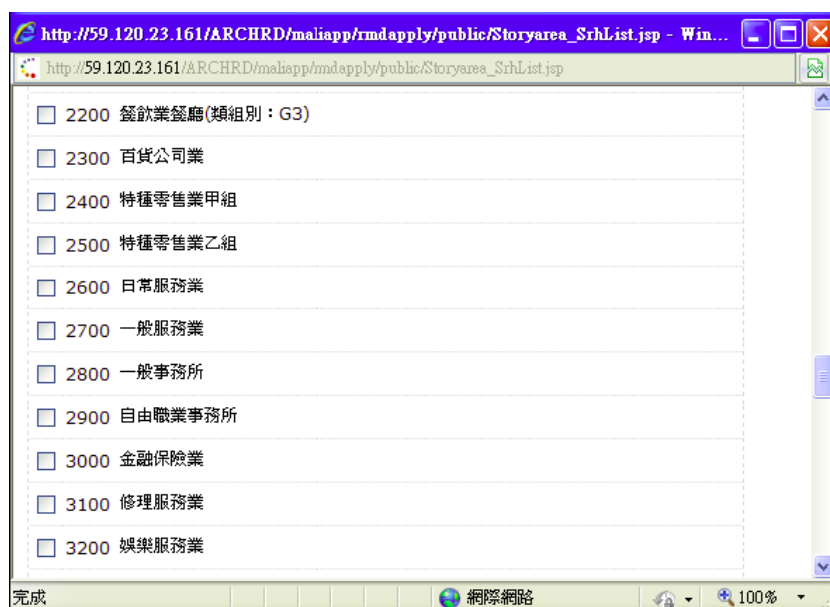 http://59.120.23.161/ARCHRD/maliapp/rmdapply/public/Storyarea_SrhList.jsp - Win...
http://59.120.23.161/ARCHRD/maliapp/rmdapply/public/Storyarea_SrhList.jsp
2200 餐飲業餐廳(類組別：G3)
2300 百貨公司業
2400 特種零售業甲組
2500 特種零售業乙組
2600 日常服務業
2700 一般服務業
2800 一般事務所
2900 自由職業事務所
3000 金融保險業
3100 修理服務業
3200 娛樂服務業
完成 網際網路 100%